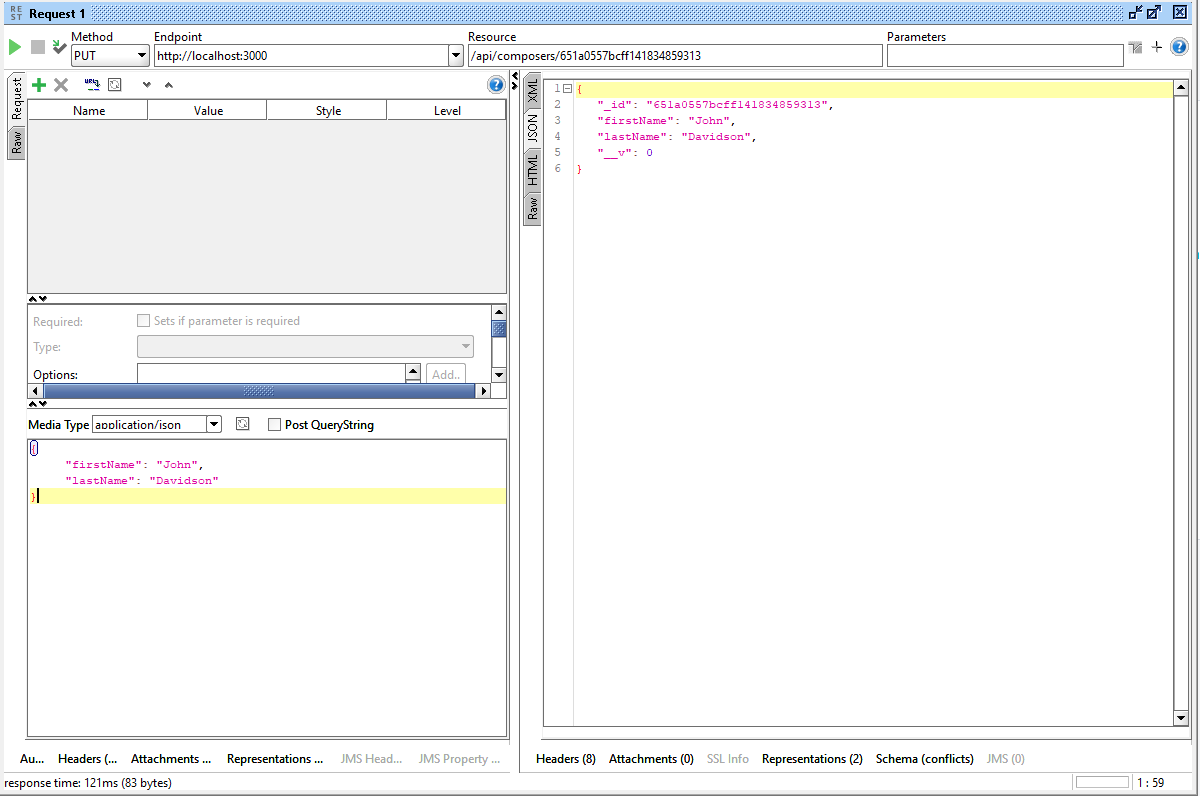 RE
ST
Request 1
Method
Endpoint
Resource
Parameters
PUT
http://localhost:3000
/api/composers/651a0557bcff141834859313
Request
Raw
Name Value Style Level
Required:
Sets if parameter is required
Type:
Options:
Add..
Media Type application/json
Post QueryString
{
"firstName": "John",
"lastName": "Davidson"
}
Au... Headers (... Attachments ... Representations ... JMS Head... JMS Property ...
XML
JSON
HTML
Raw
1 {
2 "_id": "651a0557bcff141834859313",
3 "firstName": "John",
4 "lastName": "Davidson",
5 "__v": 0
6 }
Headers (8) Attachments (0) SSL Info Representations (2) Schema (conflicts) JMS (0)
response time: 121ms (83 bytes)
1 : 59